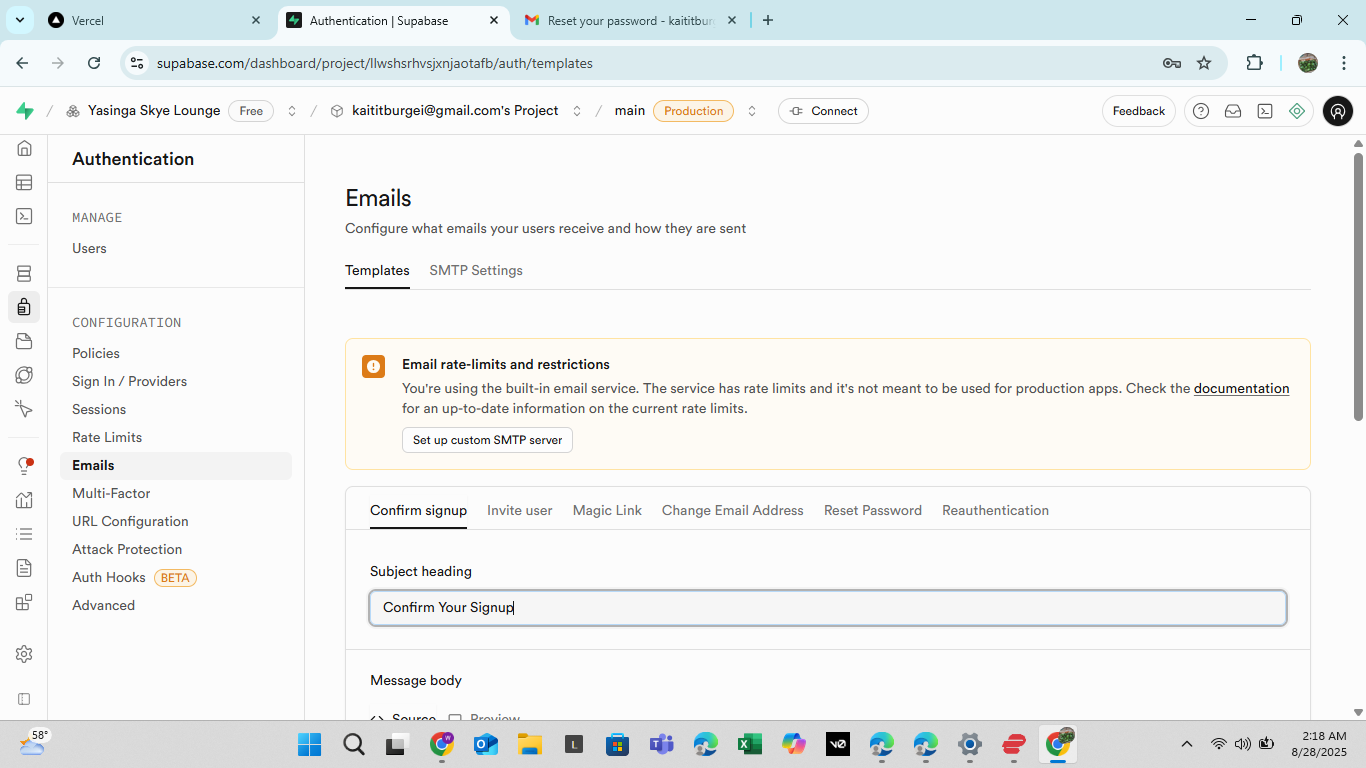 Vercel
Authentication | Supabase
Reset your password - kaititburg
supabase.com/dashboard/project/llwshsrhvsjxnjaotafb/auth/templates
/ Yasinga Skye Lounge Free / kaititburgei@gmail.com's Project / main Production Connect Feedback
Authentication
MANAGE
Users
CONFIGURATION
Policies
Sign In / Providers
Sessions
Rate Limits
Emails
Multi-Factor
URL Configuration
Attack Protection
Auth Hooks BETA
Advanced
Emails
Configure what emails your users receive and how they are sent
Templates SMTP Settings
Email rate-limits and restrictions
You're using the built-in email service. The service has rate limits and it's not meant to be used for production apps. Check the documentation
for an up-to-date information on the current rate limits.
Set up custom SMTP server
Confirm signup Invite user Magic Link Change Email Address Reset Password Reauthentication
Subject heading
Confirm Your Signup
Message body
<> Source Preview
58°
L
v0
2:18 AM
8/28/2025